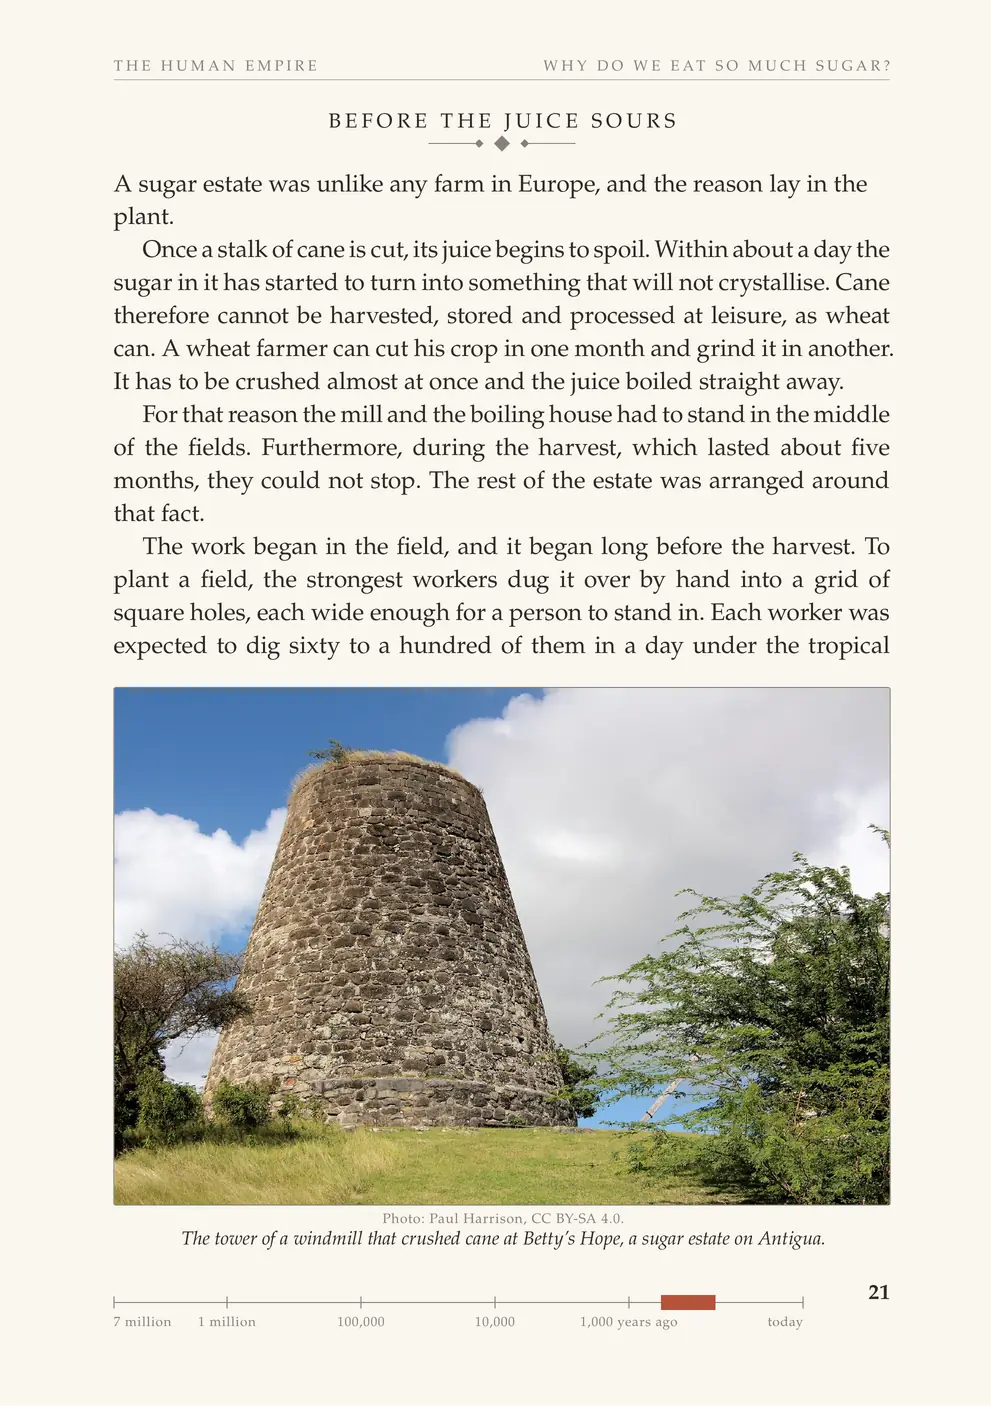 THE HUMAN EMPIRE
WHY DO WE EAT SO MUCH SUGAR?
BEFORE THE JUICE SOURS
A sugar estate was unlike any farm in Europe, and the reason lay in the
plant.
Once a stalk of cane is cut, its juice begins to spoil. Within about a day the
sugar in it has started to turn into something that will not crystallise. Cane
therefore cannot be harvested, stored and processed at leisure, as wheat
can. A wheat farmer can cut his crop in one month and grind it in another.
It has to be crushed almost at once and the juice boiled straight away.
For that reason the mill and the boiling house had to stand in the middle
of the fields. Furthermore, during the harvest, which lasted about five
months, they could not stop. The rest of the estate was arranged around
that fact.
The work began in the field, and it began long before the harvest. To
plant a field, the strongest workers dug it over by hand into a grid of
square holes, each wide enough for a person to stand in. Each worker was
expected to dig sixty to a hundred of them in a day under the tropical
Photo: Paul Harrison, CC BY-SA 4.0.
The tower of a windmill that crushed cane at Betty's Hope, a sugar estate on Antigua.
21
7 million 1 million 100,000 10,000 1,000 years ago today